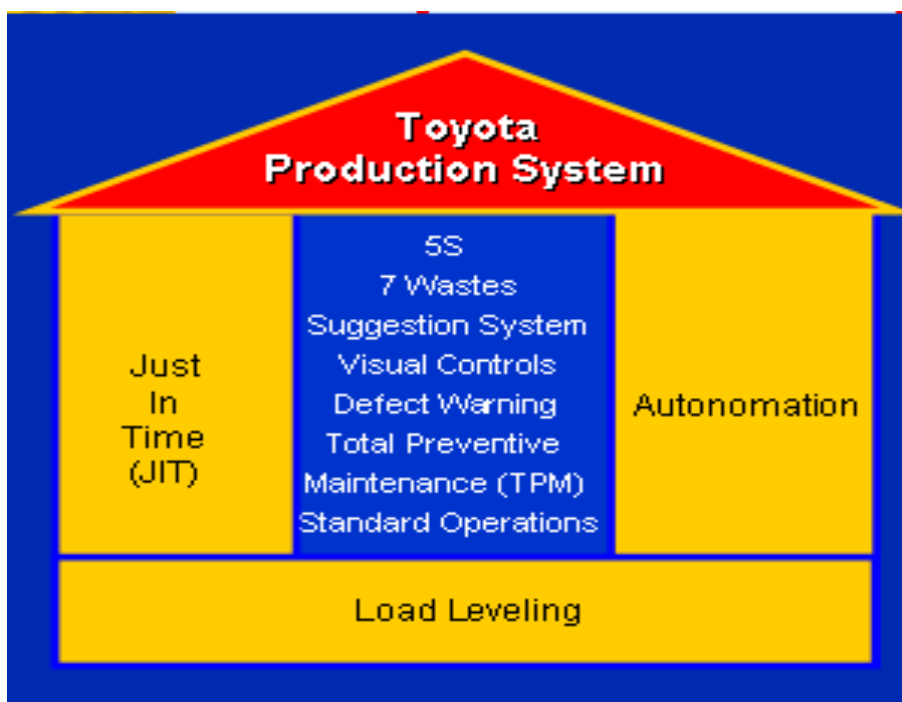 Toyota
Production System
5S
7 Wastes
Suggestion System
Visual Controls
Defect Warning
Total Preventive
Maintenance (TPM)
Standard Operations
Just
In
Time
(JIT)
Autonomation
Load Leveling